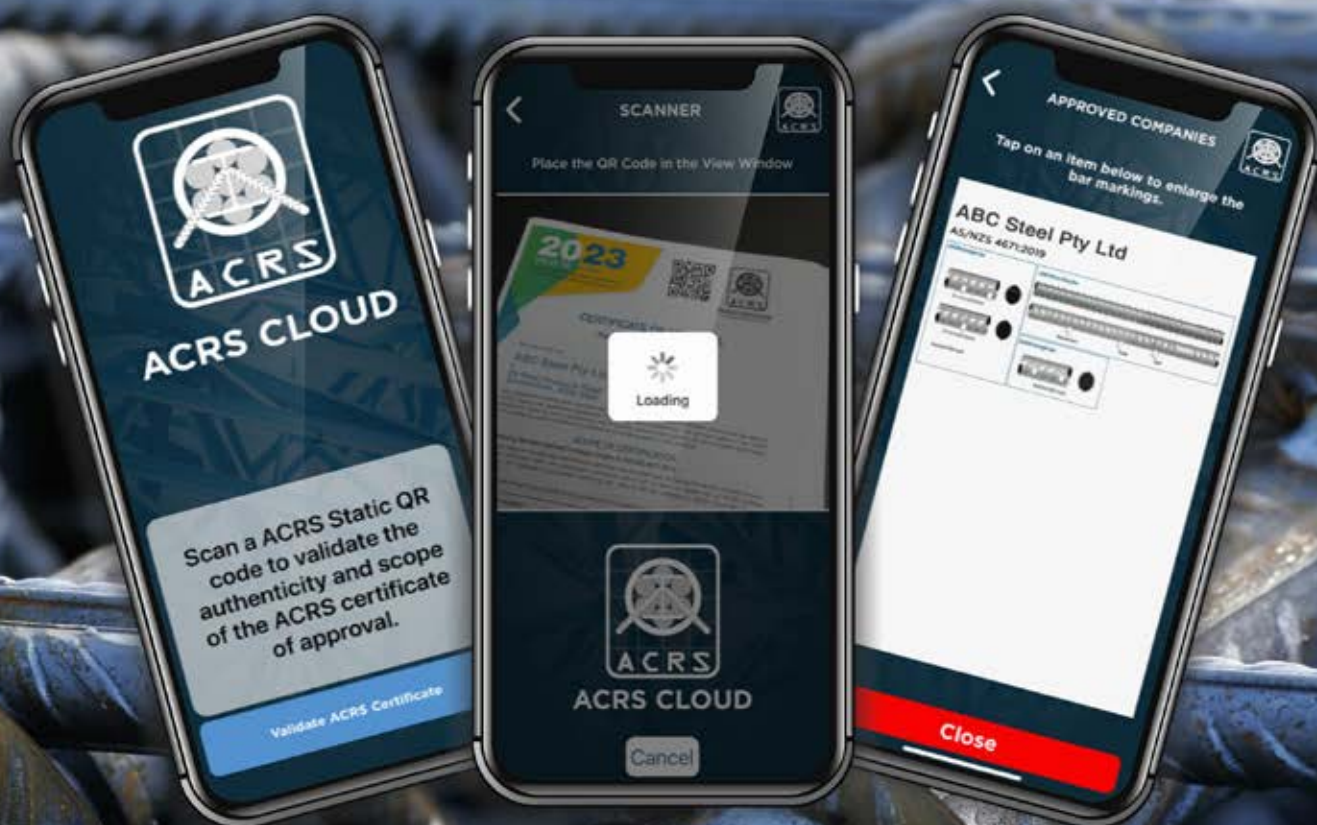 ACRS
ACRS CLOUD
Scan a ACRS Static QR
code to validate the
authenticity and scope
of the ACRS certificate
of approval.
Validate ACRS Certificate
SCANNER
ACRS
Place the QR Code in the View Window
2023
ABC Steel Pty
Loading
ACRS
ACRS CLOUD
Cancel
APPROVED COMPANIES
ACRS
Tap on an item below to enlarge the
bar markings.
ABC Steel Pty Ltd
AS/NZS 4671:2019
Close